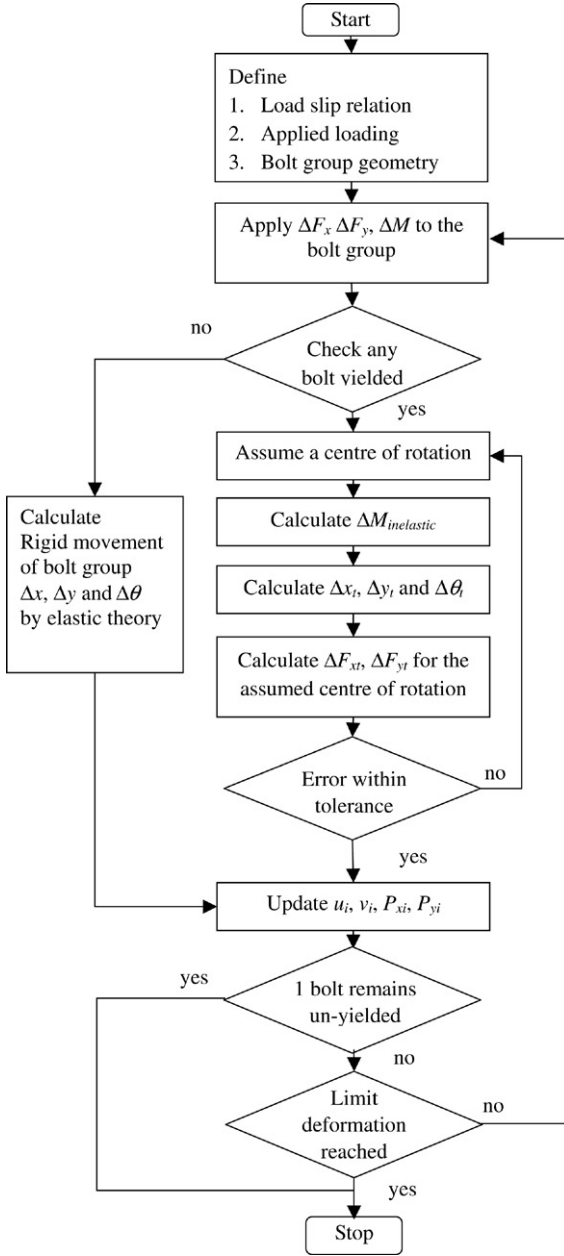 Start
Define
1. Load slip relation
2. Applied loading
3. Bolt group geometry
Apply ΔFx ΔFy, ΔM to the
bolt group
no
Check any
bolt yielded
yes
Assume a centre of rotation
Calculate ΔMinelastic
Calculate
Rigid movement
of bolt group
Δx, Δy and Δθ
by elastic theory
Calculate Δxt, Δyt and Δθt
Calculate ΔFxt, ΔFyt for the
assumed centre of rotation
Error within
tolerance
no
yes
Update ui, vi, Pxi, Pyi
yes
1 bolt remains
un-yielded
no
Limit
deformation
reached
no
yes
Stop